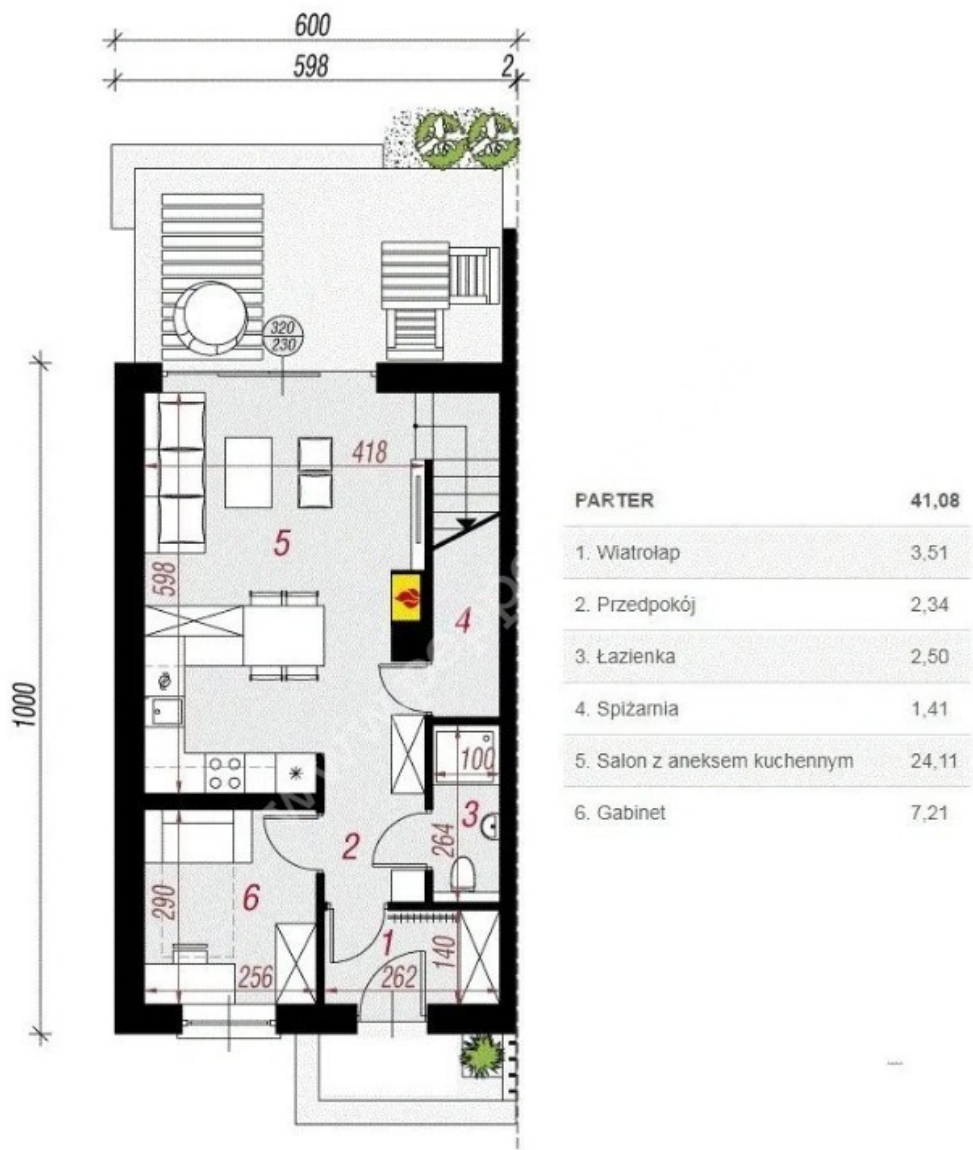 600
598 2
320
230
418
5
598
4
1000
100
3
264
2
290
6
1
140
256
262
PARTER 41,08
1. Wiatrołap 3,51
2. Przedpokój 2,34
3. Łazienka 2,50
4. Spiżarnia 1,41
5. Salon z aneksem kuchennym 24,11
6. Gabinet 7,21